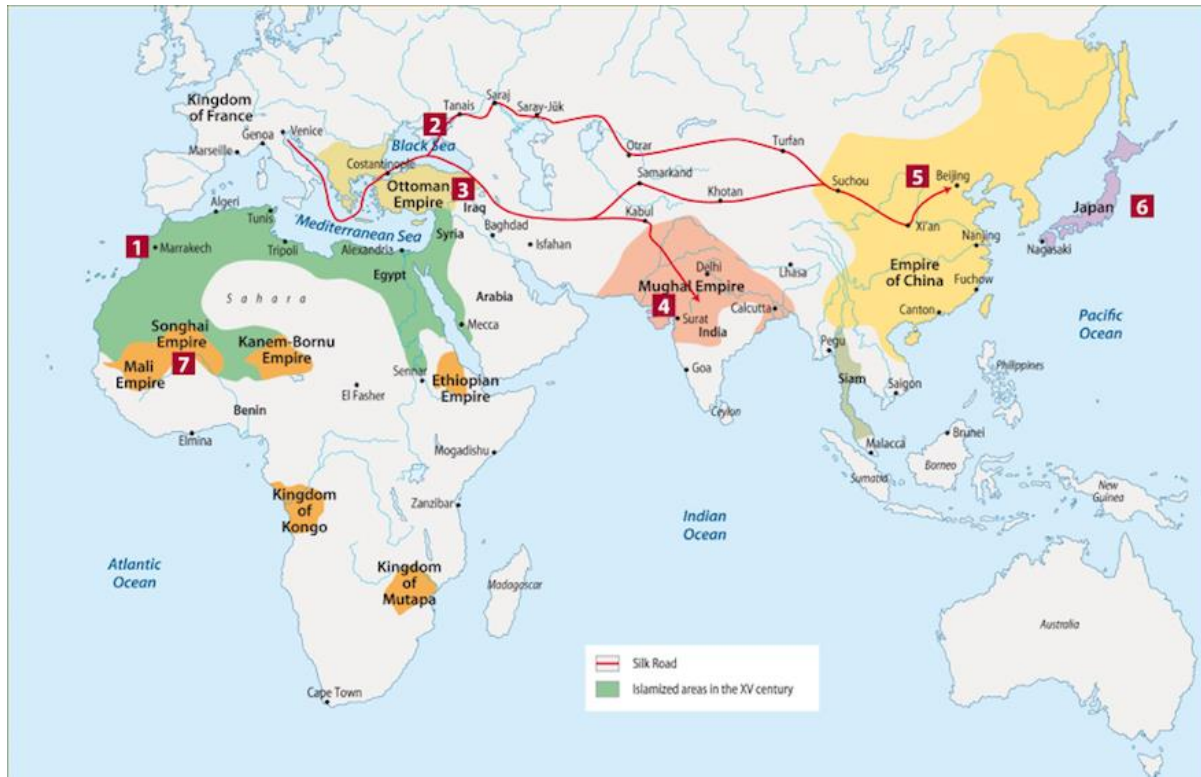 Kingdom
of France
Genoa
Venice
Marseille
Costantinople
Black Sea
2
Tanais
Saraj
Saray-Jük
Otrar
Turfan
Samarkand
Khotan
Suchou
5
Beijing
Xi'an
Nanjing
Japan
6
Nagasaki
Ottoman
Empire
3
Iraq
Syria
Baghdad
Isfahan
Kabul
Algeri
Tunis
Mediterranean Sea
Tripoli
Alexandria
1
Marrakech
Egypt
Arabia
Mecca
Sahara
Delhi
Mughal Empire
4
Surat
India
Calcutta
Lhasa
Goa
Ceylon
Empire
of China
Fuchow
Canton
Pacific
Ocean
Pegu
Siam
Saigon
Philippines
Malacca
Brunei
Borneo
Sumatra
New
Guinea
Songhai
Empire
7
Mali
Empire
Kanem-Bornu
Empire
Sennar
Ethiopian
Empire
El Fasher
Benin
Elmina
Mogadishu
Zanzibar
Kingdom
of
Kongo
Kingdom
of
Mutapa
Madagascar
Atlantic
Ocean
Indian
Ocean
Australia
Cape Town
Silk Road
Islamized areas in the XV century